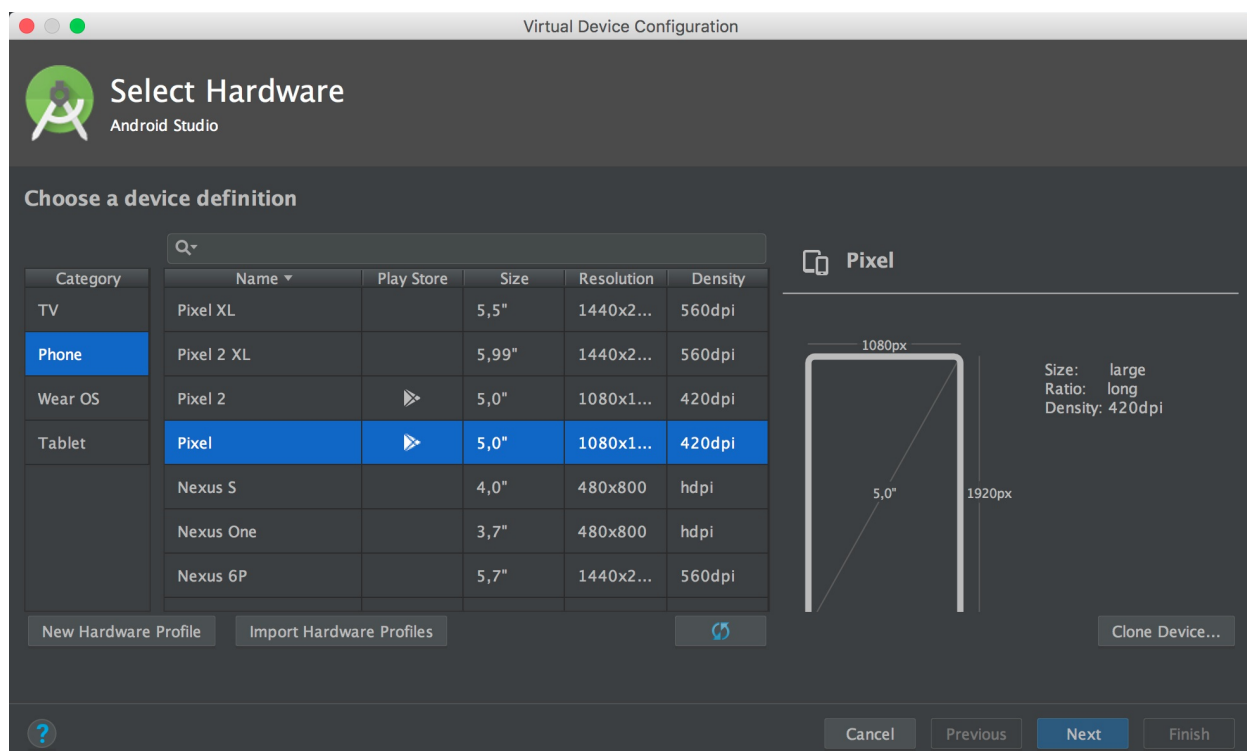 Virtual Device Configuration
Select Hardware
Android Studio
Choose a device definition
Category
Name Play Store Size Resolution Density
TV
Phone
Wear OS
Tablet
Pixel XL 5,5" 1440x2... 560dpi
Pixel 2 XL 5,99" 1440x2... 560dpi
Pixel 2 5,0" 1080x1... 420dpi
Pixel 5,0" 1080x1... 420dpi
Nexus S 4,0" 480x800 hdpi
Nexus One 3,7" 480x800 hdpi
Nexus 6P 5,7" 1440x2... 560dpi
Pixel
1080px
5,0"
1920px
Size: large
Ratio: long
Density: 420dpi
New Hardware Profile Import Hardware Profiles
Clone Device...
? Cancel Previous Next Finish